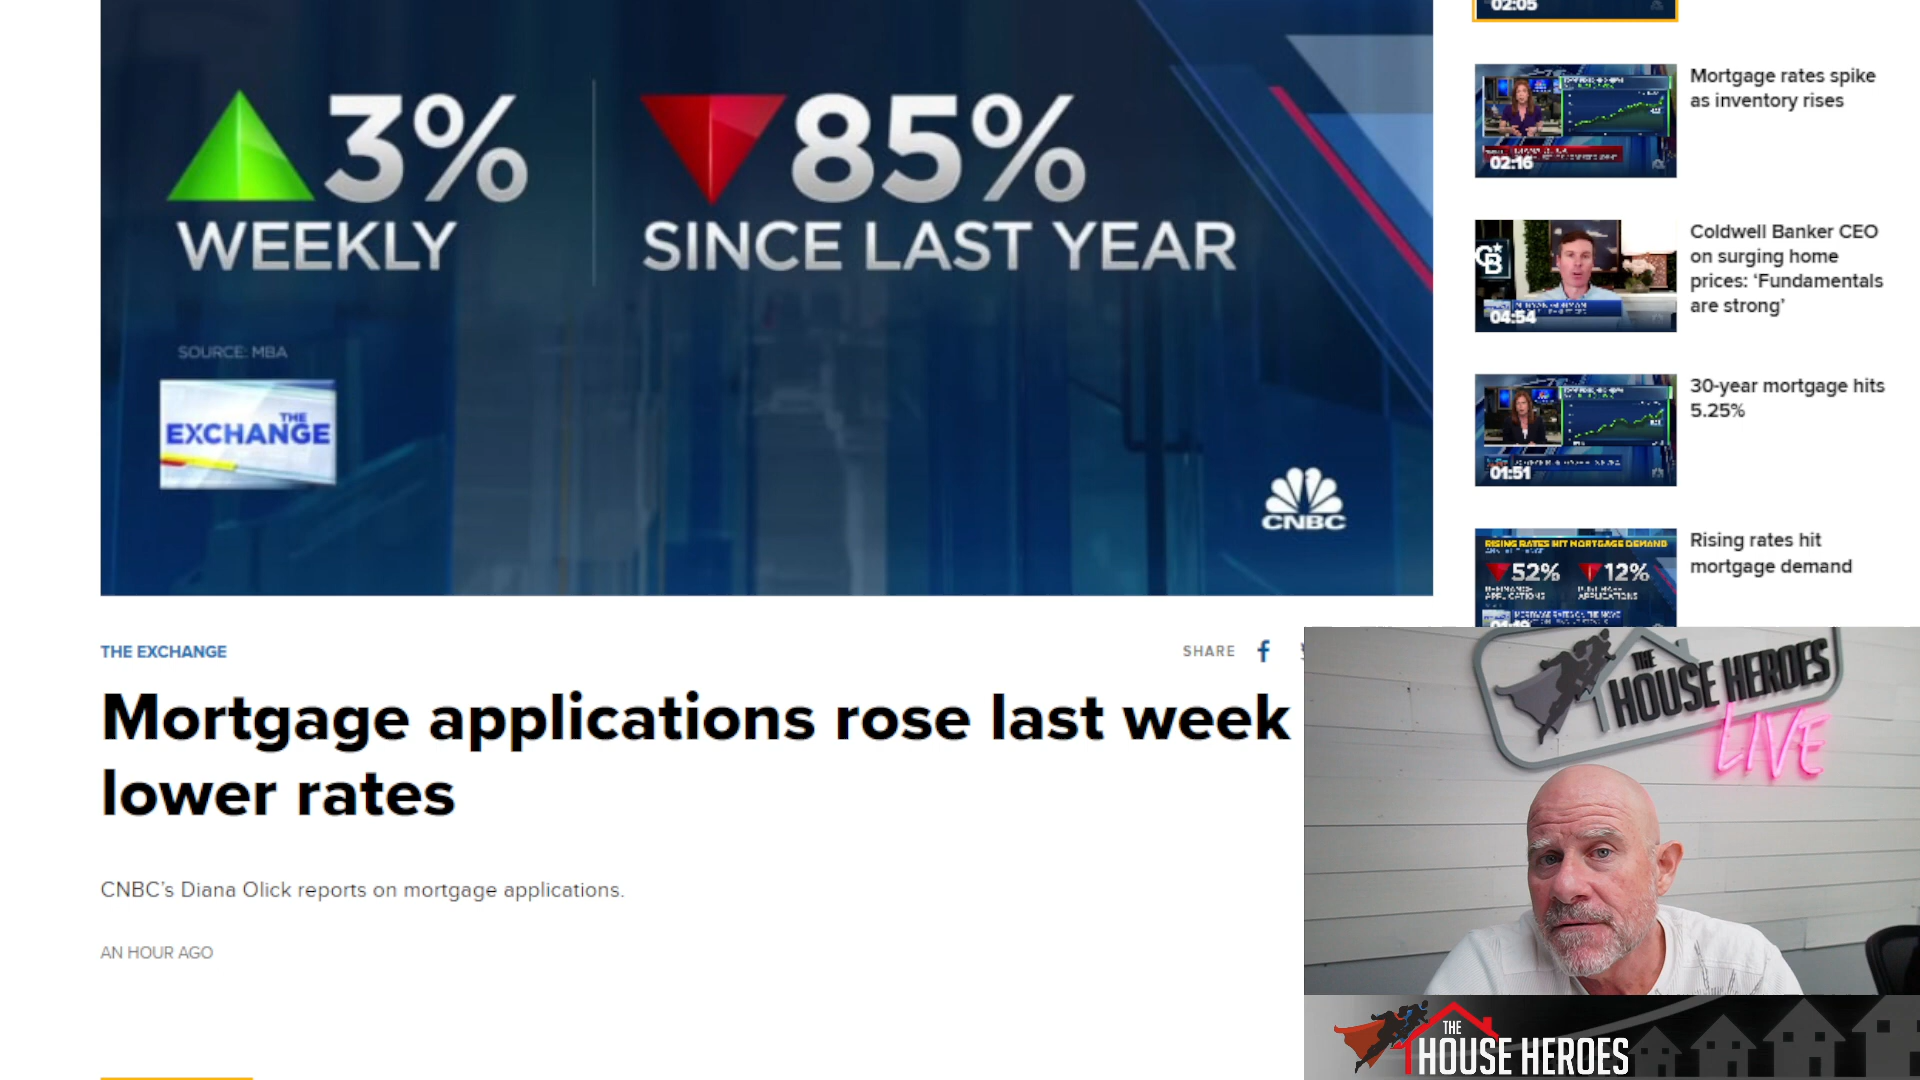 3%
WEEKLY
85%
SINCE LAST YEAR
SOURCE: MBA
THE
EXCHANGE
CNBC
THE EXCHANGE
SHARE
Mortgage applications rose last week
lower rates
CNBC’s Diana Olick reports on mortgage applications.
AN HOUR AGO
02:05
Mortgage rates spike
as inventory rises
02:16
Coldwell Banker CEO
on surging home
prices: ‘Fundamentals
are strong’
CB
04:54
30-year mortgage hits
5.25%
01:51
Rising rates hit
mortgage demand
RISING RATES HIT MORTGAGE DEMAND
52%
12%
APPLICATIONS
APPLICATIONS
THE
HOUSE HEROES
LIVE
THE
HOUSE HEROES